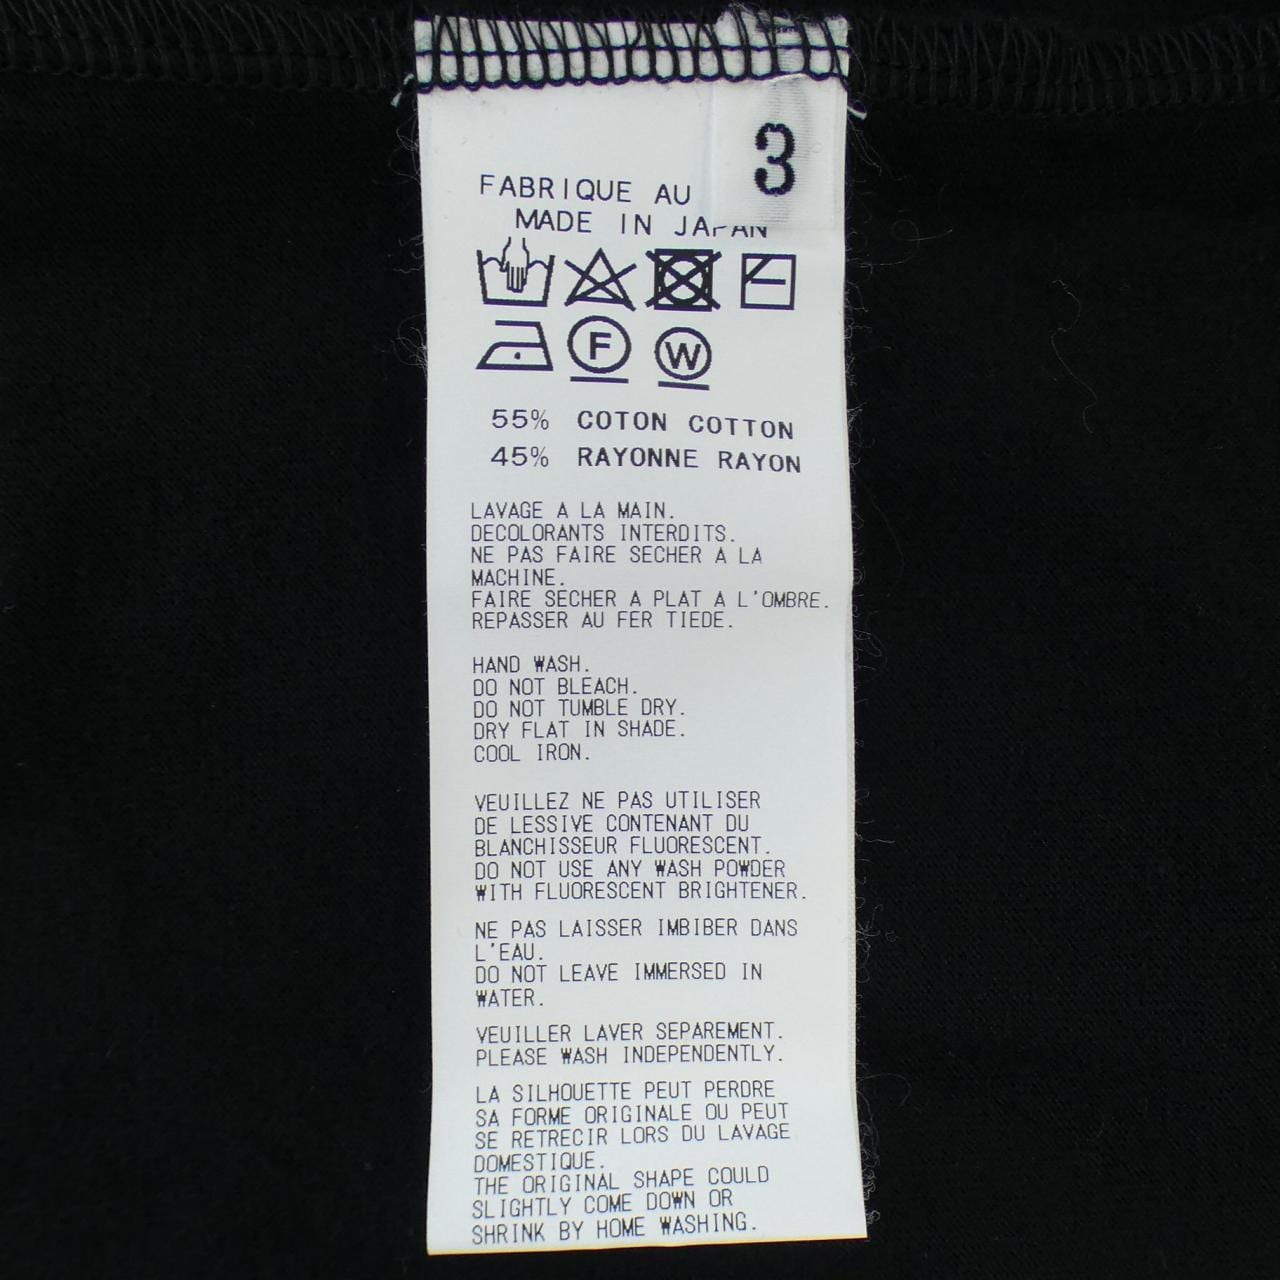 3
FABRIQUE AU
MADE IN JAPAN
F
W
55% COTON COTTON
45% RAYONNE RAYON
LAVAGE A LA MAIN.
DECOLORANTS INTERDITS.
NE PAS FAIRE SECHER A LA
MACHINE.
FAIRE SECHER A PLAT A L'OMBRE.
REPASSER AU FER TIEDE.
HAND WASH.
DO NOT BLEACH.
DO NOT TUMBLE DRY.
DRY FLAT IN SHADE.
COOL IRON.
VEUILLEZ NE PAS UTILISER
DE LESSIVE CONTENANT DU
BLANCHISSEUR FLUORESCENT.
DO NOT USE ANY WASH POWDER
WITH FLUORESCENT BRIGHTENER.
NE PAS LAISSER IMBIBER DANS
L'EAU.
DO NOT LEAVE IMMERSED IN
WATER.
VEUILLER LAVER SEPAREMENT.
PLEASE WASH INDEPENDENTLY.
LA SILHOUETTE PEUT PERDRE
SA FORME ORIGINALE OU PEUT
SE RETRECIR LORS DU LAVAGE
DOMESTIQUE.
THE ORIGINAL SHAPE COULD
SLIGHTLY COME DOWN OR
SHRINK BY HOME WASHING.